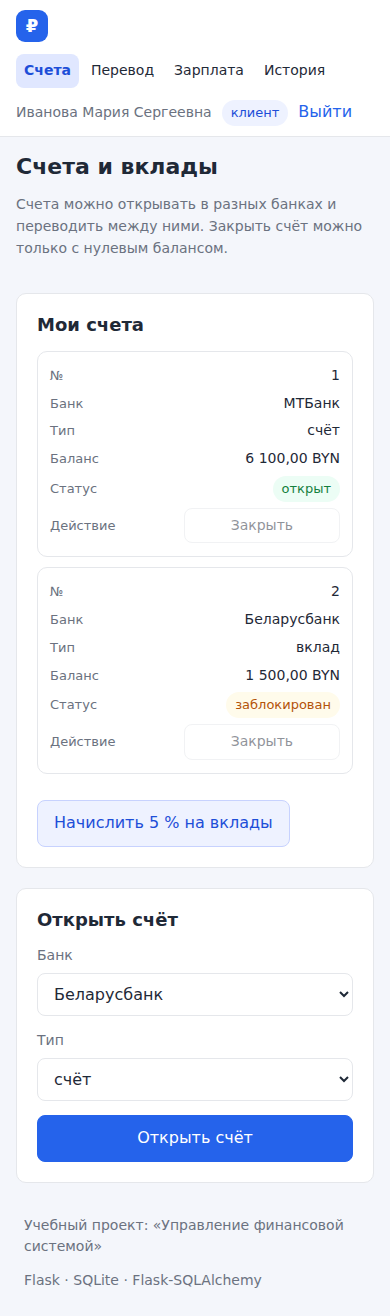 ₽
Счета Перевод Зарплата История
Иванова Мария Сергеевна клиент Выйти
Счета и вклады
Счета можно открывать в разных банках и
переводить между ними. Закрыть счёт можно
только с нулевым балансом.
Мои счета
№ 1
Банк МТБанк
Тип счёт
Баланс 6 100,00 BYN
Статус открыт
Действие Закрыть
№ 2
Банк Беларусбанк
Тип вклад
Баланс 1 500,00 BYN
Статус заблокирован
Действие Закрыть
Начислить 5 % на вклады
Открыть счёт
Банк
Беларусбанк
Тип
счёт
Открыть счёт
Учебный проект: «Управление финансовой
системой»
Flask · SQLite · Flask-SQLAlchemy